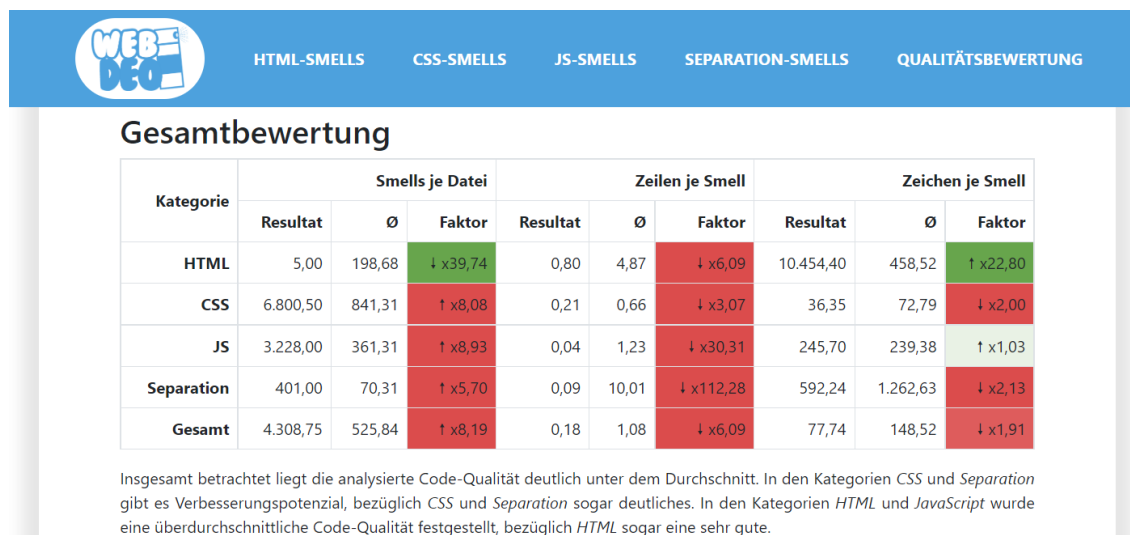 WEB DEO
HTML-SMELLS CSS-SMELLS JS-SMELLS SEPARATION-SMELLS QUALITÄTSBEWERTUNG
Gesamtbewertung
Kategorie Smells je Datei Zeilen je Smell Zeichen je Smell
Resultat Ø Faktor Resultat Ø Faktor Resultat Ø Faktor
HTML 5,00 198,68 ↓ x39,74 0,80 4,87 ↓ x6,09 10.454,40 458,52 ↑ x22,80
CSS 6.800,50 841,31 ↑ x8,08 0,21 0,66 ↓ x3,07 36,35 72,79 ↓ x2,00
JS 3.228,00 361,31 ↑ x8,93 0,04 1,23 ↓ x30,31 245,70 239,38 ↑ x1,03
Separation 401,00 70,31 ↑ x5,70 0,09 10,01 ↓ x112,28 592,24 1.262,63 ↓ x2,13
Gesamt 4.308,75 525,84 ↑ x8,19 0,18 1,08 ↓ x6,09 77,74 148,52 ↓ x1,91
Insgesamt betrachtet liegt die analysierte Code-Qualität deutlich unter dem Durchschnitt. In den Kategorien CSS und Separation
gibt es Verbesserungspotenzial, bezüglich CSS und Separation sogar deutliches. In den Kategorien HTML und JavaScript wurde
eine überdurchschnittliche Code-Qualität festgestellt, bezüglich HTML sogar eine sehr gute.